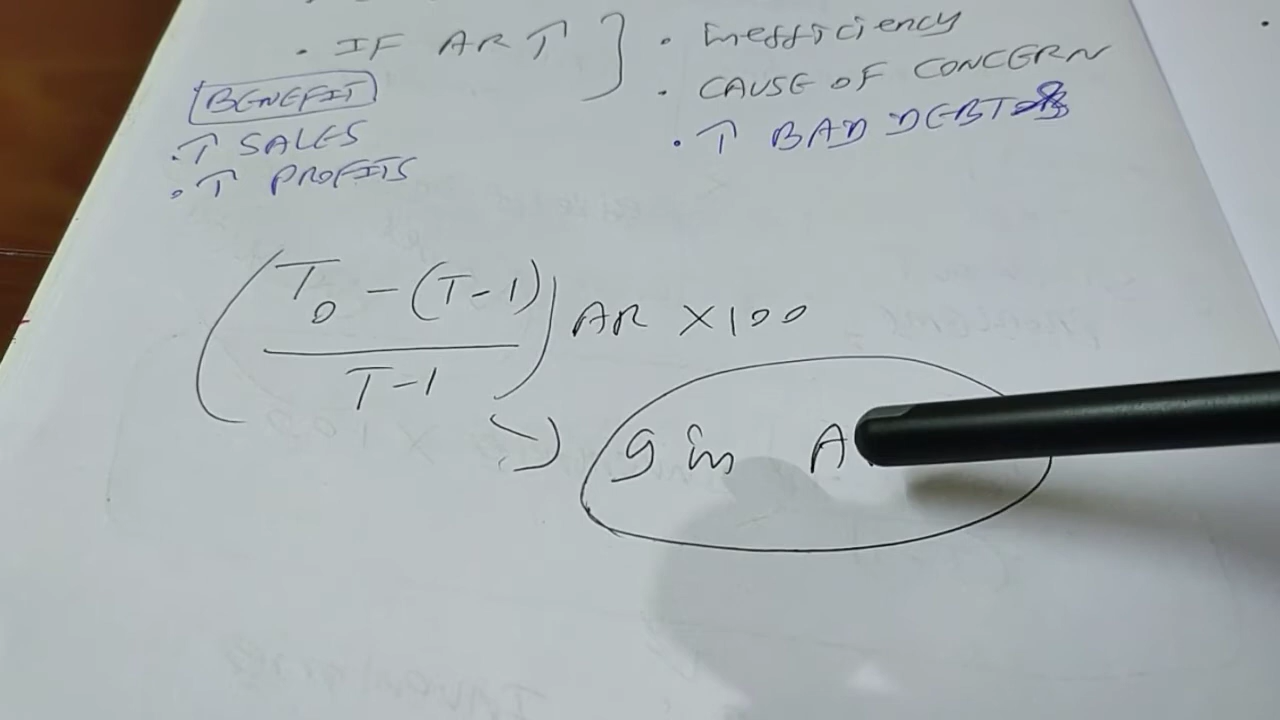 . IF AR ↑ } . Inefficiency
. CAUSE OF CONCERN
BENEFIT
. ↑ SALES
. ↑ BAD DEBTS
. ↑ PROFITS
(T0 - (T-1)) AR X100
T-1
g in A